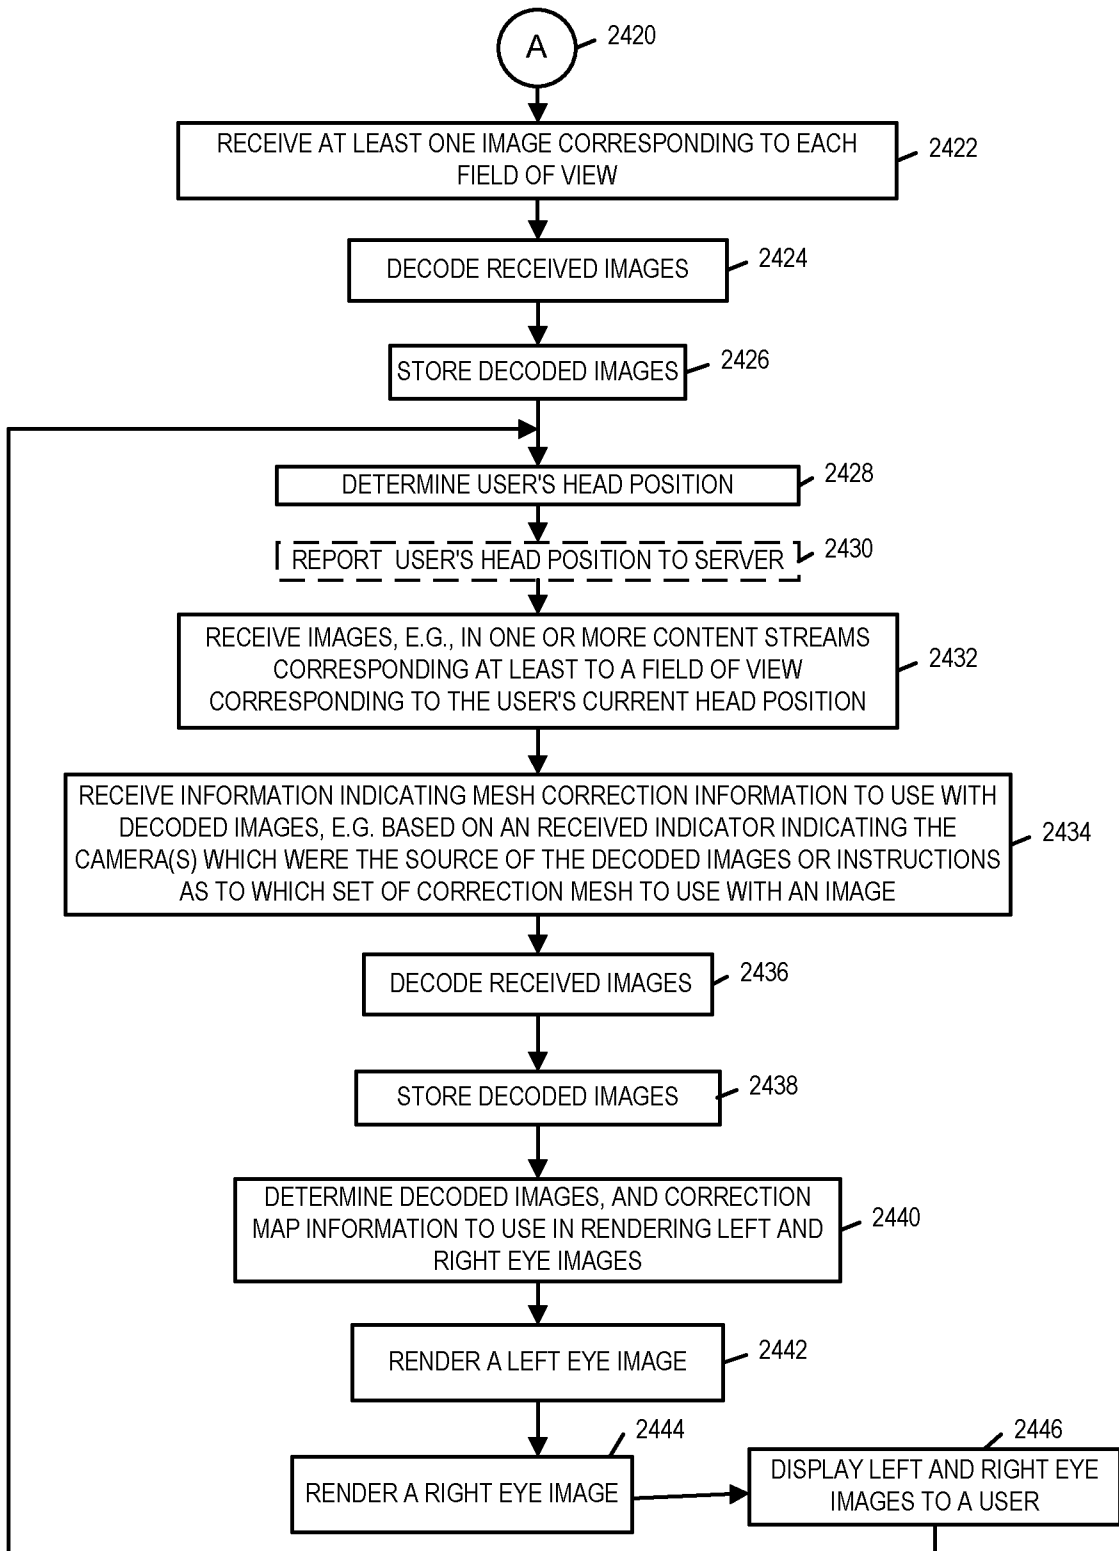 A
2420
RECEIVE AT LEAST ONE IMAGE CORRESPONDING TO EACH
FIELD OF VIEW
2422
DECODE RECEIVED IMAGES
2424
STORE DECODED IMAGES
2426
DETERMINE USER'S HEAD POSITION
2428
REPORT USER'S HEAD POSITION TO SERVER
2430
RECEIVE IMAGES, E.G., IN ONE OR MORE CONTENT STREAMS
CORRESPONDING AT LEAST TO A FIELD OF VIEW
CORRESPONDING TO THE USER'S CURRENT HEAD POSITION
2432
RECEIVE INFORMATION INDICATING MESH CORRECTION INFORMATION TO USE WITH
DECODED IMAGES, E.G. BASED ON AN RECEIVED INDICATOR INDICATING THE
CAMERA(S) WHICH WERE THE SOURCE OF THE DECODED IMAGES OR INSTRUCTIONS
AS TO WHICH SET OF CORRECTION MESH TO USE WITH AN IMAGE
2434
DECODE RECEIVED IMAGES
2436
STORE DECODED IMAGES
2438
DETERMINE DECODED IMAGES, AND CORRECTION
MAP INFORMATION TO USE IN RENDERING LEFT AND
RIGHT EYE IMAGES
2440
RENDER A LEFT EYE IMAGE
2442
RENDER A RIGHT EYE IMAGE
2444
DISPLAY LEFT AND RIGHT EYE
IMAGES TO A USER
2446